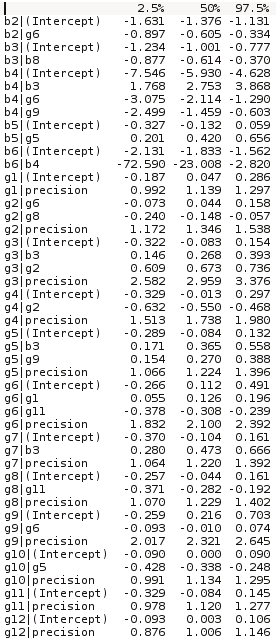 2.5% 50% 97.5%
b2|(Intercept) -1.631 -1.376 -1.131
b2|g6 -0.897 -0.605 -0.334
b3|(Intercept) -1.234 -1.001 -0.777
b3|b8 -0.877 -0.614 -0.370
b4|(Intercept) -7.546 -5.930 -4.628
b4|b3 1.768 2.753 3.868
b4|g6 -3.075 -2.114 -1.290
b4|g9 -2.499 -1.459 -0.603
b5|(Intercept) -0.327 -0.132 0.059
b5|g5 0.201 0.420 0.656
b6|(Intercept) -2.131 -1.833 -1.562
b6|b4 -72.590 -23.008 -2.820
g1|(Intercept) -0.187 0.047 0.286
g1|precision 0.992 1.139 1.297
g2|g6 -0.073 0.044 0.158
g2|g8 -0.240 -0.148 -0.057
g2|precision 1.172 1.346 1.538
g3|(Intercept) -0.322 -0.083 0.154
g3|b3 0.146 0.268 0.393
g3|g2 0.609 0.673 0.736
g3|precision 2.582 2.959 3.376
g4|(Intercept) -0.329 -0.013 0.297
g4|g2 -0.632 -0.550 -0.468
g4|precision 1.513 1.738 1.980
g5|(Intercept) -0.289 -0.084 0.132
g5|b3 0.171 0.365 0.558
g5|g9 0.154 0.270 0.388
g5|precision 1.066 1.224 1.396
g6|(Intercept) -0.266 0.112 0.491
g6|g1 0.055 0.126 0.196
g6|g11 -0.378 -0.308 -0.239
g6|precision 1.832 2.100 2.392
g7|(Intercept) -0.370 -0.104 0.161
g7|b3 0.280 0.473 0.666
g7|precision 1.064 1.220 1.392
g8|(Intercept) -0.257 -0.044 0.161
g8|g11 -0.371 -0.282 -0.192
g8|precision 1.070 1.229 1.402
g9|(Intercept) -0.259 -0.216 0.703
g9|g6 -0.093 -0.010 0.074
g9|precision 2.017 2.321 2.645
g10|(Intercept) -0.090 0.000 0.090
g10|g5 -0.428 -0.338 -0.248
g10|precision 0.991 1.134 1.295
g11|(Intercept) -0.329 -0.084 0.145
g11|precision 0.978 1.120 1.277
g12|(Intercept) -0.093 0.003 0.106
g12|precision 0.876 1.006 1.146